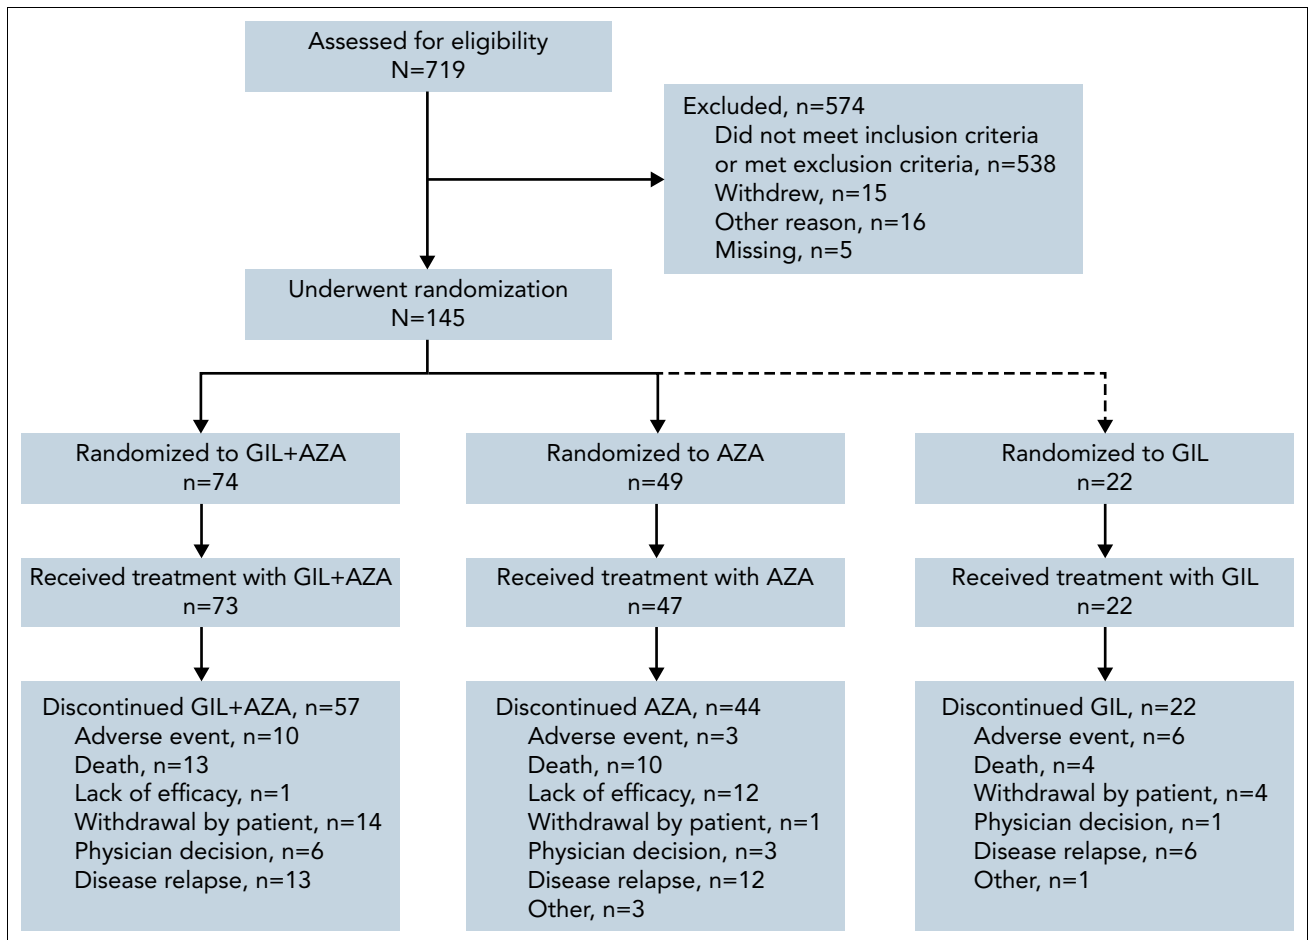 Assessed for eligibility
N=719
Excluded, n=574
Did not meet inclusion criteria
or met exclusion criteria, n=538
Withdrew, n=15
Other reason, n=16
Missing, n=5
Underwent randomization
N=145
Randomized to GIL+AZA
n=74
Randomized to AZA
n=49
Randomized to GIL
n=22
Received treatment with GIL+AZA
n=73
Received treatment with AZA
n=47
Received treatment with GIL
n=22
Discontinued GIL+AZA, n=57
Adverse event, n=10
Death, n=13
Lack of efficacy, n=1
Withdrawal by patient, n=14
Physician decision, n=6
Disease relapse, n=13
Discontinued AZA, n=44
Adverse event, n=3
Death, n=10
Lack of efficacy, n=12
Withdrawal by patient, n=1
Physician decision, n=3
Disease relapse, n=12
Other, n=3
Discontinued GIL, n=22
Adverse event, n=6
Death, n=4
Withdrawal by patient, n=4
Physician decision, n=1
Disease relapse, n=6
Other, n=1